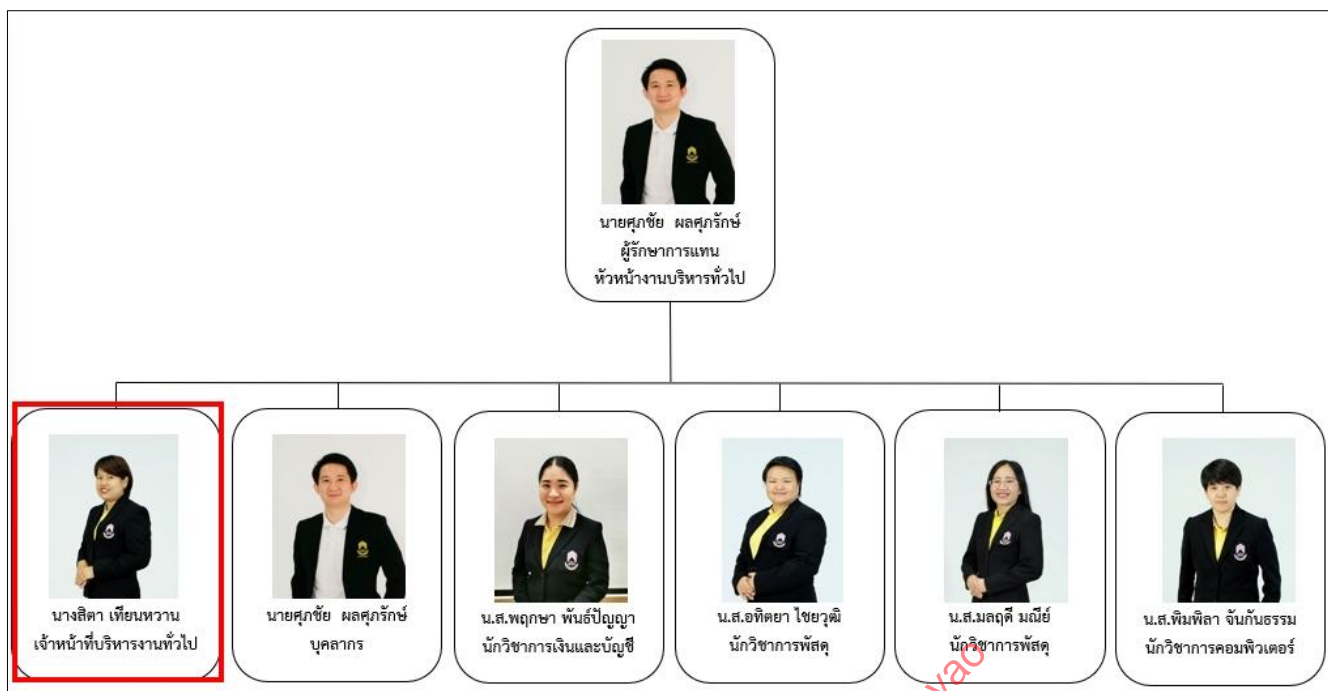 นายศุภชัย ผลศุภรักษ์
ผู้รักษาการแทน
หัวหน้างานบริหารทั่วไป
นางสิตา เทียนหวาน
เจ้าหน้าที่บริหารงานทั่วไป
นายศุภชัย ผลศุภรักษ์
บุคลากร
น.ส.พฤกษา พันธ์ปัญญา
นักวิชาการเงินและบัญชี
น.ส.อทิตยา ไชยวุฒิ
นักวิชาการพัสดุ
น.ส.มลฤดี มณีย์
นักวิชาการพัสดุ
น.ส.พิมพิลา จันกันธรรม
นักวิชาการคอมพิวเตอร์
yao